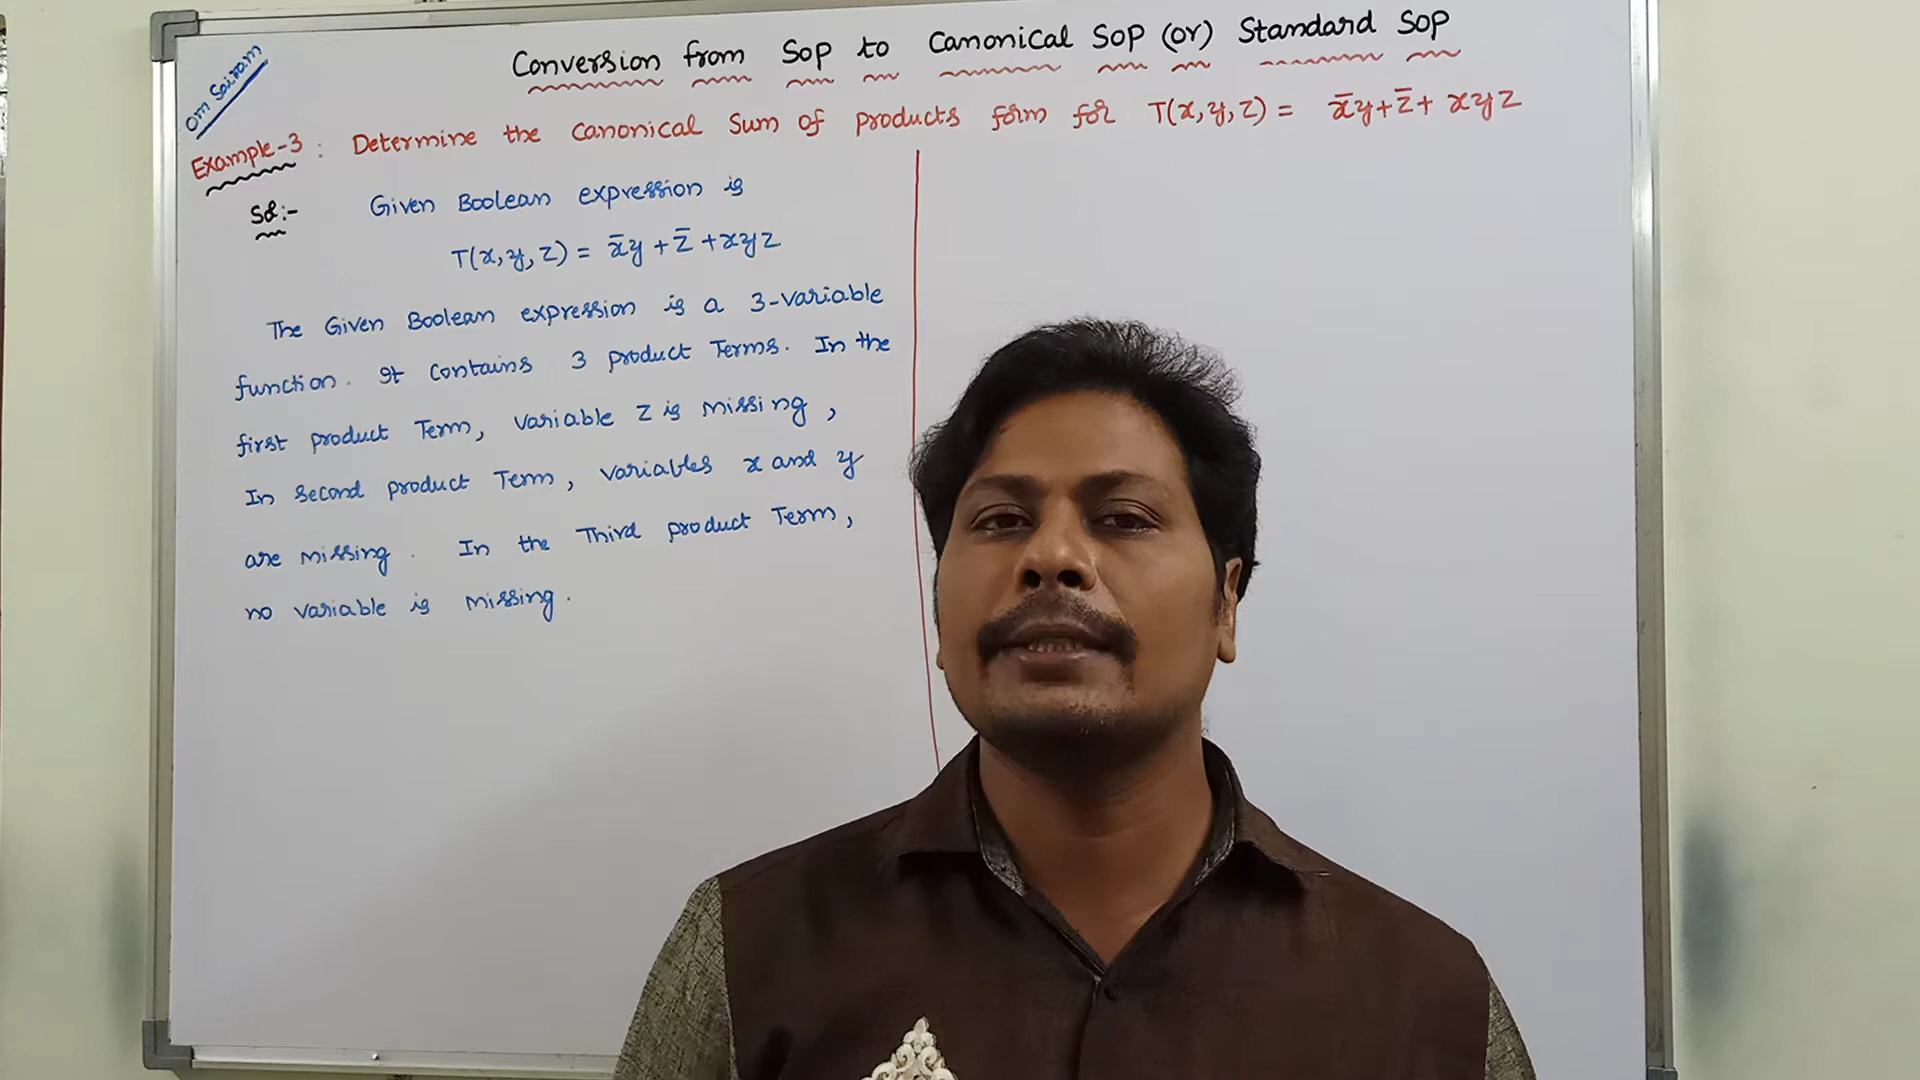 Om Sairam
Conversion from SOP to Canonical SOP (or) Standard SOP
Example-3 : Determine the Canonical Sum of products form for T(x,y,z) = x̄y+z̄+xyz
Sol:- Given Boolean expression is
T(x,y,z) = x̄y+z̄+xyz
The Given Boolean expression is a 3-variable
function. It contains 3 product Terms. In the
first product Term, variable z is missing,
In second product Term, variables x and y
are missing. In the Third product Term,
no variable is missing.